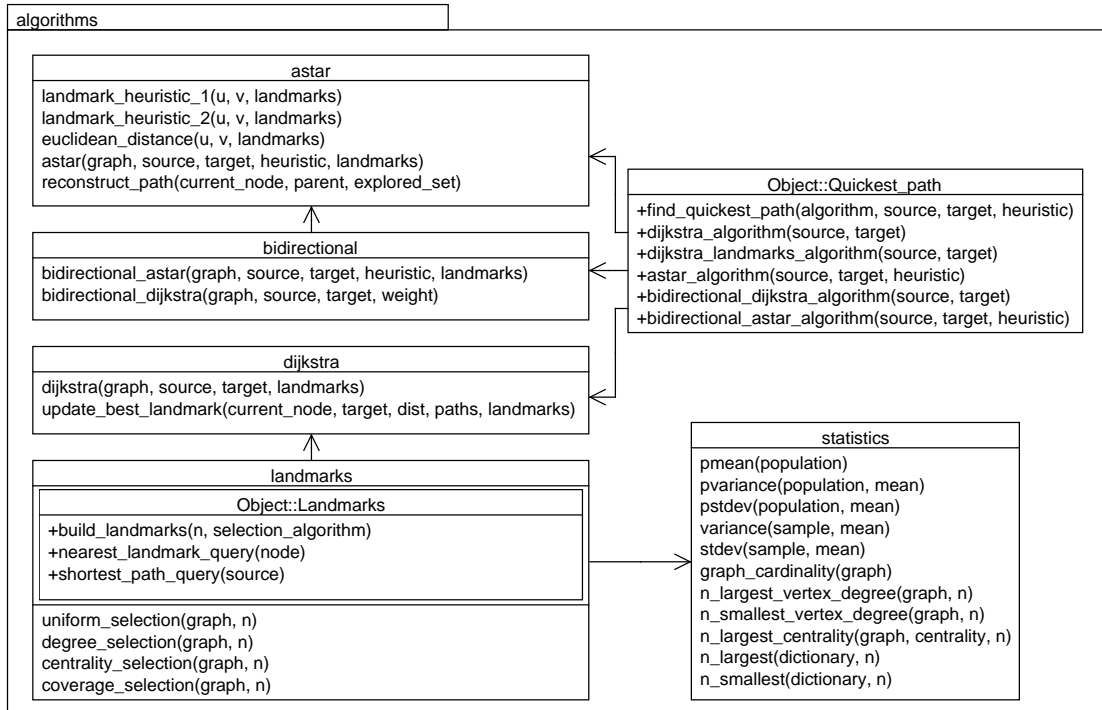 algorithms
astar
landmark_heuristic_1(u, v, landmarks)
landmark_heuristic_2(u, v, landmarks)
euclidean_distance(u, v, landmarks)
astar(graph, source, target, heuristic, landmarks)
reconstruct_path(current_node, parent, explored_set)
bidirectional
bidirectional_astar(graph, source, target, heuristic, landmarks)
bidirectional_dijkstra(graph, source, target, weight)
Object::Quickest_path
+find_quickest_path(algorithm, source, target, heuristic)
+dijkstra_algorithm(source, target)
+dijkstra_landmarks_algorithm(source, target)
+astar_algorithm(source, target, heuristic)
+bidirectional_dijkstra_algorithm(source, target)
+bidirectional_astar_algorithm(source, target, heuristic)
dijkstra
dijkstra(graph, source, target, landmarks)
update_best_landmark(current_node, target, dist, paths, landmarks)
landmarks
Object::Landmarks
+build_landmarks(n, selection_algorithm)
+nearest_landmark_query(node)
+shortest_path_query(source)
uniform_selection(graph, n)
degree_selection(graph, n)
centrality_selection(graph, n)
coverage_selection(graph, n)
statistics
pmean(population)
pvariance(population, mean)
pstdev(population, mean)
variance(sample, mean)
stdev(sample, mean)
graph_cardinality(graph)
n_largest_vertex_degree(graph, n)
n_smallest_vertex_degree(graph, n)
n_largest_centrality(graph, centrality, n)
n_largest(dictionary, n)
n_smallest(dictionary, n)